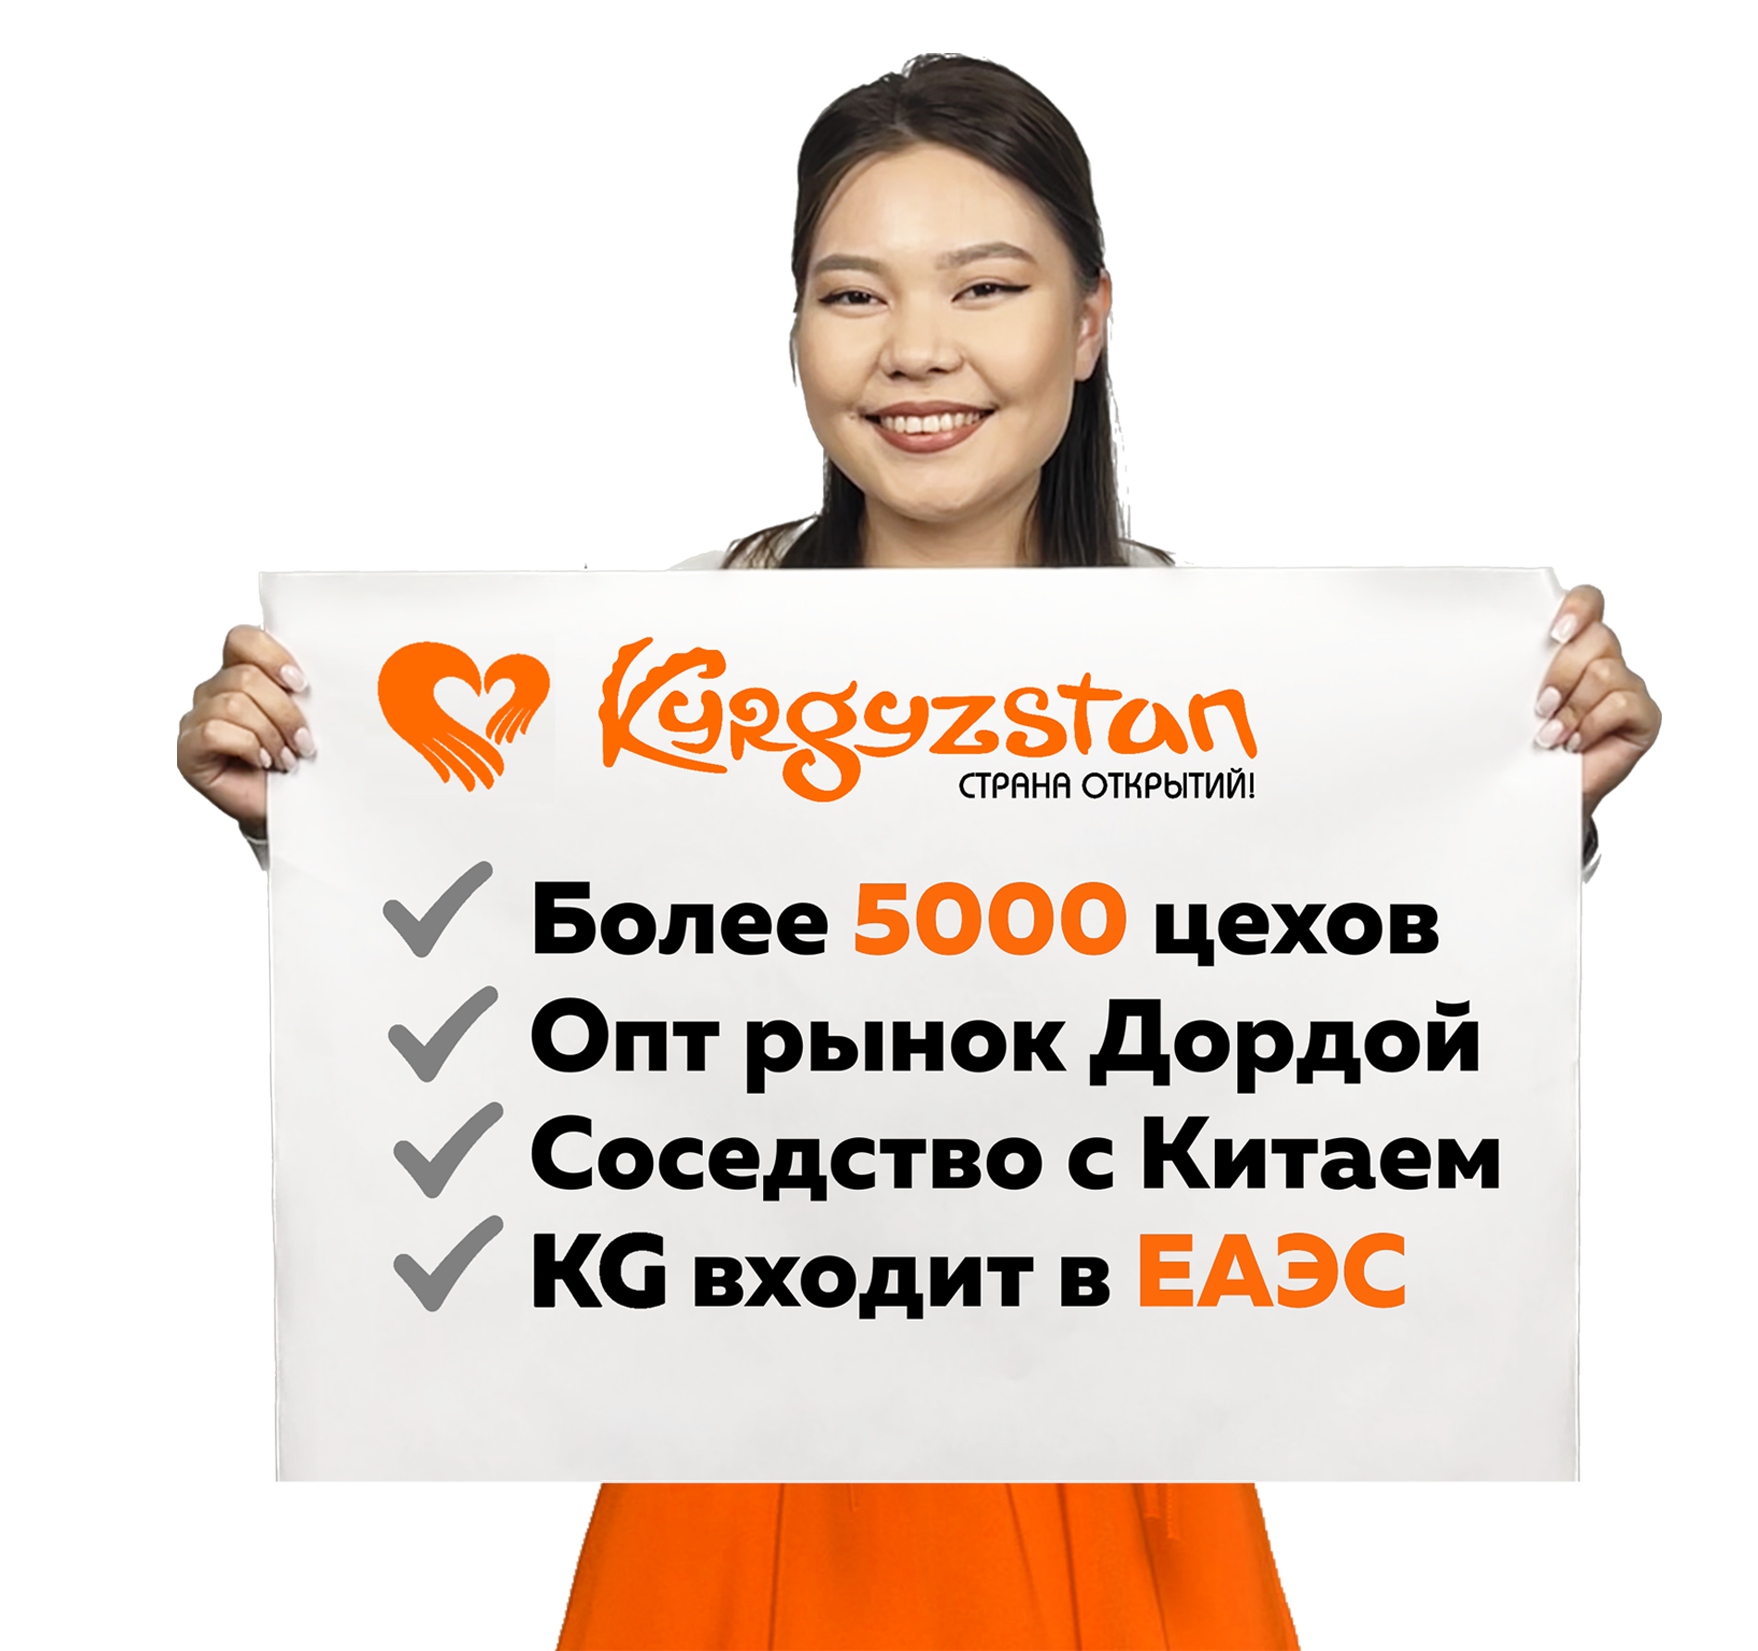 Kyrgyzstan
СТРАНА ОТКРЫТИЙ!
Более 5000 цехов
Опт рынок Дордой
Соседство с Китаем
KG входит в ЕАЭС